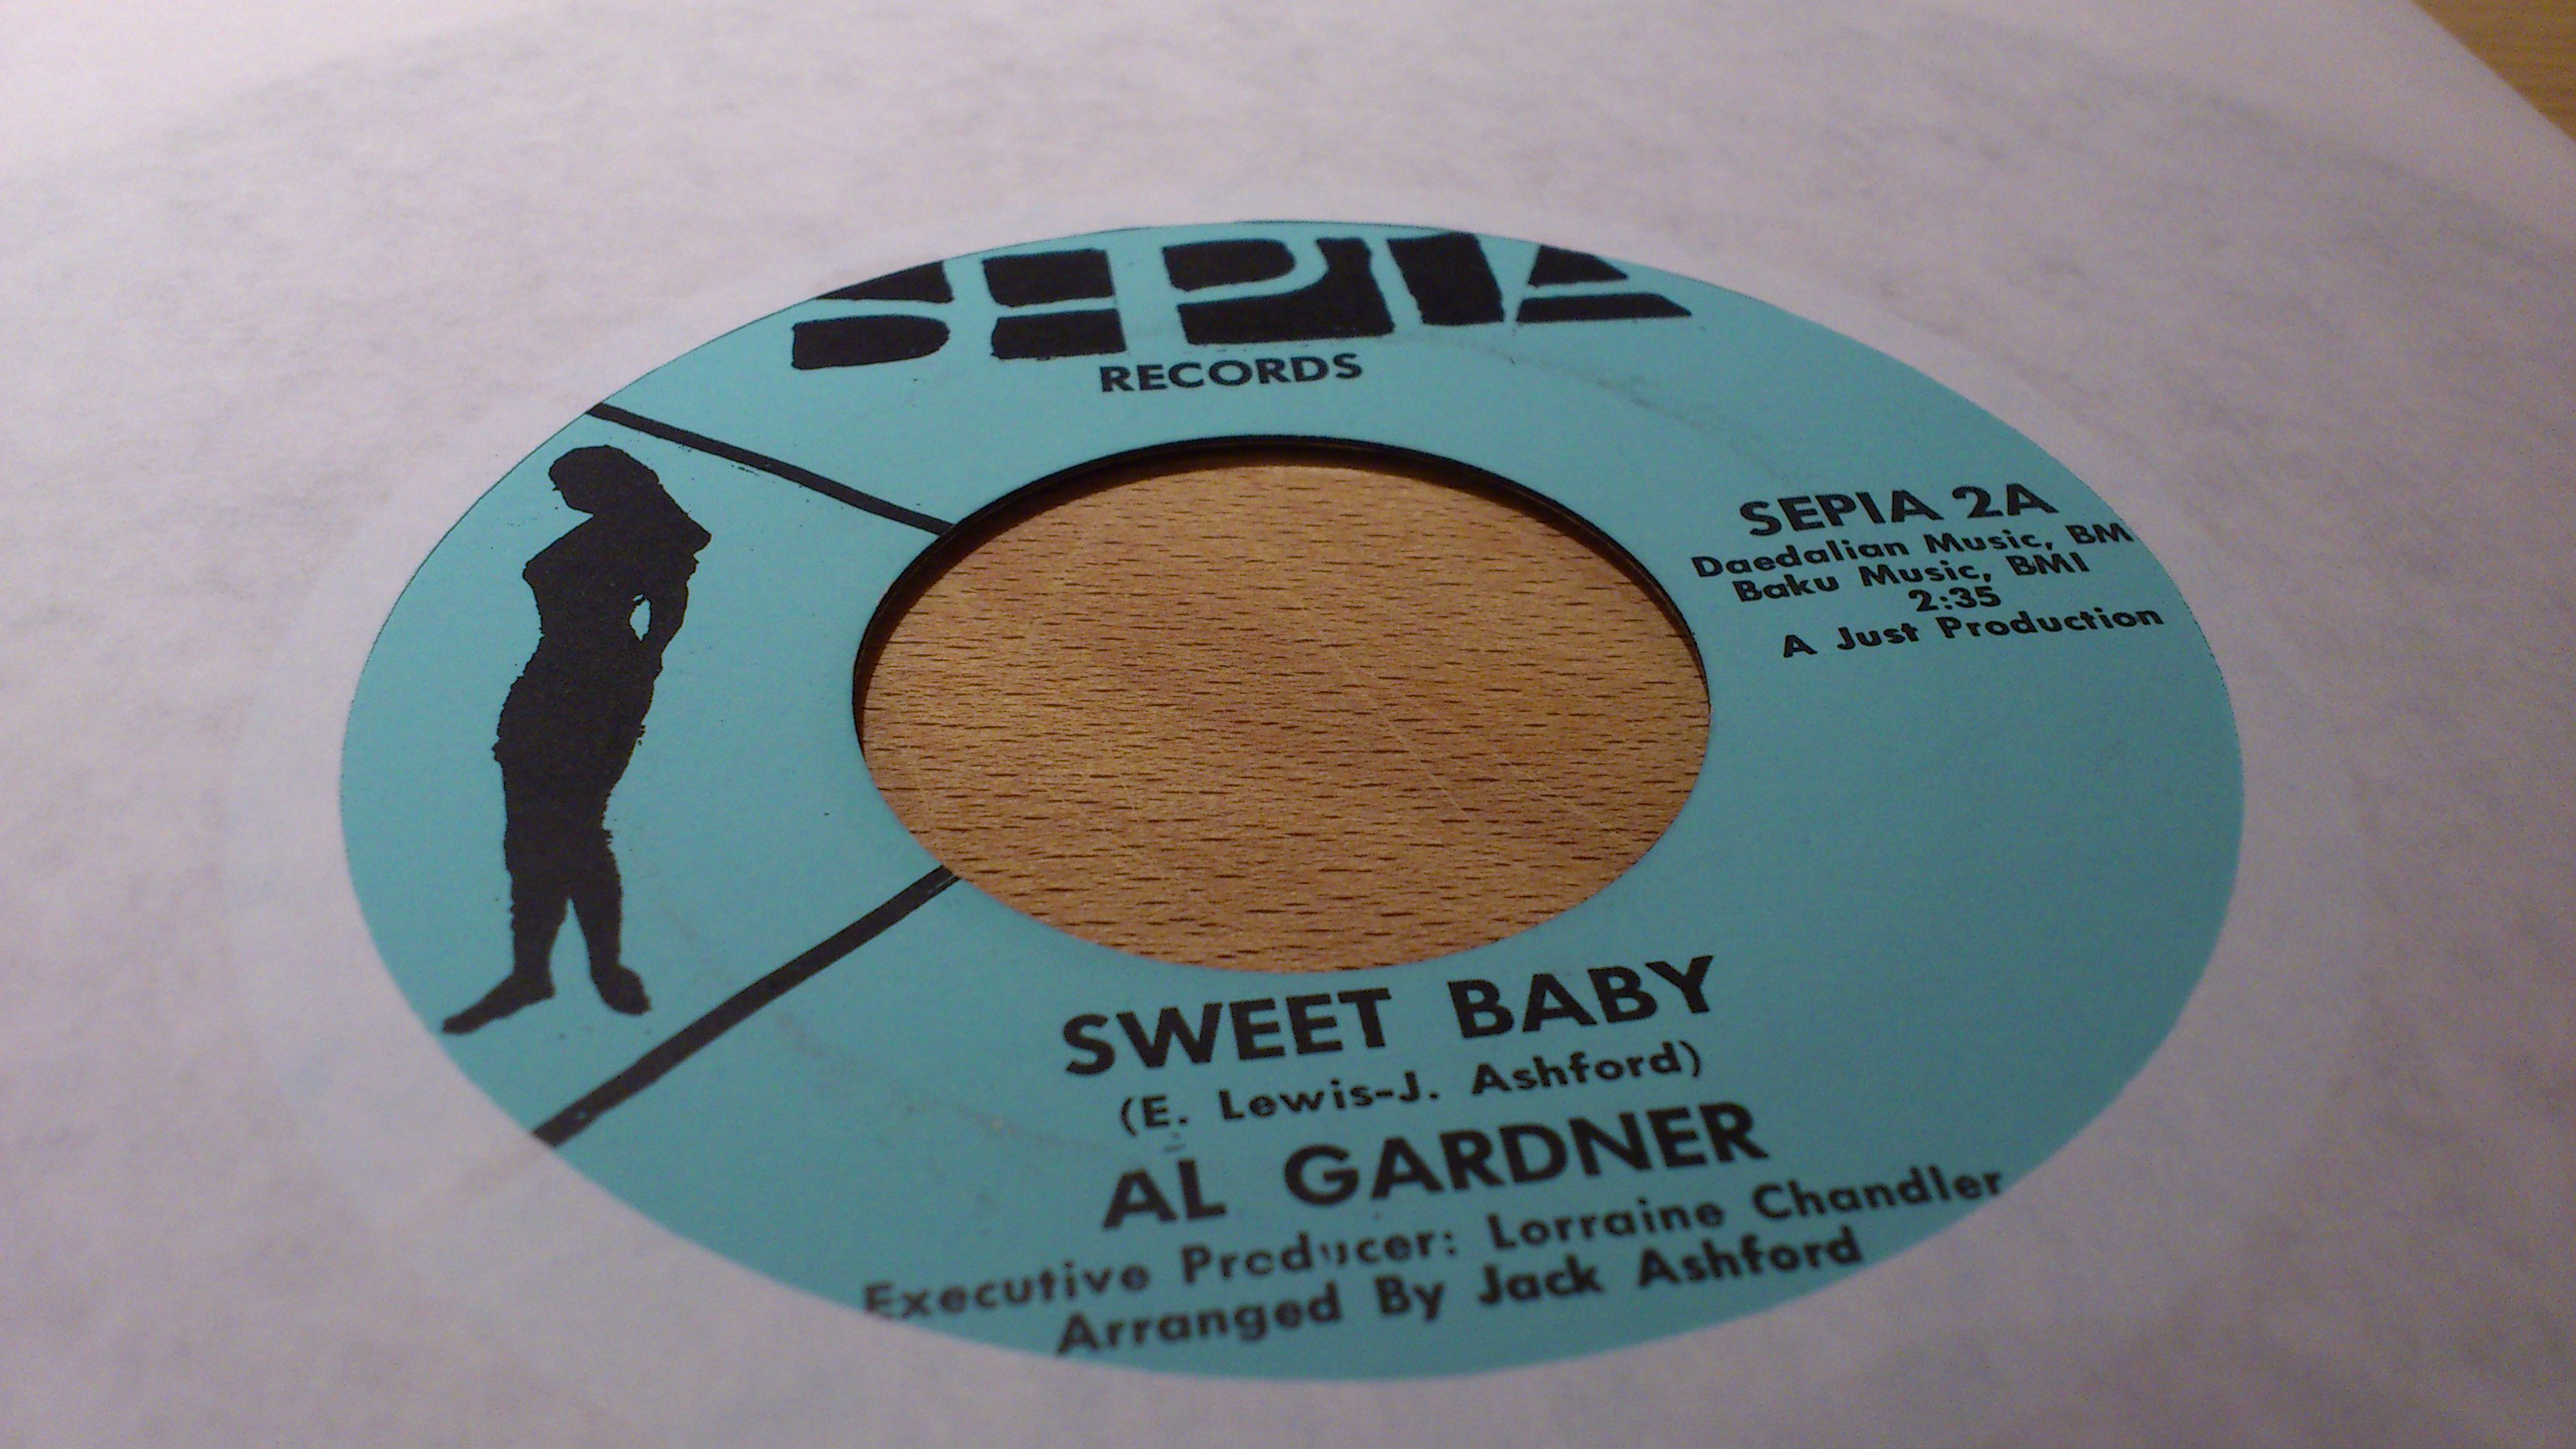 SEPIA
RECORDS
SEPIA 2A
Daedalian Music, BM
Baku Music, BMI
2:35
A Just Production
SWEET BABY
(E. Lewis-J. Ashford)
AL GARDNER
Executive Producer: Lorraine Chandler
Arranged By Jack Ashford